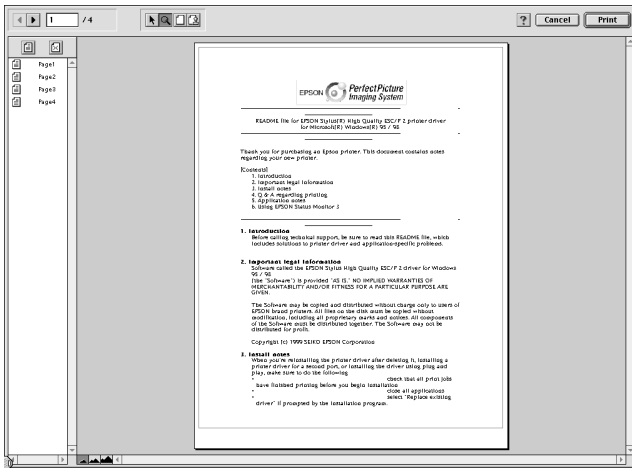 1 / 4
? Cancel Print
Page1
Page2
Page3
Page4
EPSON PerfectPicture
Imaging System
README file for EPSON Stylus(R) High Quality ESC/P 2 printer driver
for Microsoft(R) Windows(R) 95 / 98
Thank you for purchasing an Epson printer. This document contains notes
regarding your new printer.
[Contents]
1. Introduction
2. Important legal information
3. Install notes
4. Q & A regarding printing
5. Application notes
6. Using EPSON Status Monitor 3
1. Introduction
Before calling technical support, be sure to read this README file, which
includes solutions to printer driver and application-specific problems.
2. Important legal information
Software called the EPSON Stylus High Quality ESC/P 2 driver for Windows
95 / 98
(the "Software") is provided "AS IS." NO IMPLIED WARRANTIES OF
MERCHANTABILITY AND/OR FITNESS FOR A PARTICULAR PURPOSE ARE
GIVEN.
The Software may be copied and distributed without charge only to users of
EPSON brand printers. All files on the disk must be copied without
modification, including all proprietary marks and notices. All components
of the Software must be distributed together. The Software may not be
distributed for profit.
Copyright (c) 1999 SEIKO EPSON Corporation
3. Install notes
When you're reinstalling the printer driver after deleting it, installing a
printer driver for a second port, or installing the driver using plug and
play, make sure to do the following
- check that all print jobs
have finished printing before you begin installation
- close all applications
- select "Replace existing
driver" if prompted by the installation program.